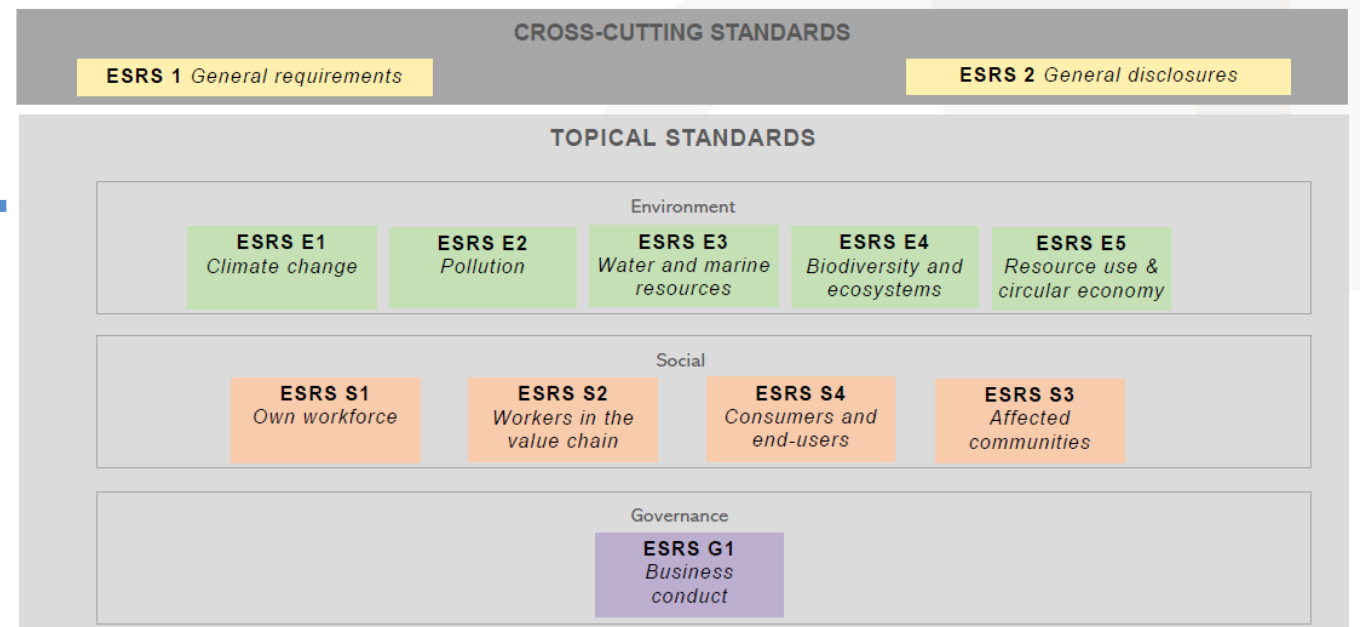 CROSS-CUTTING STANDARDS
ESRS 1 General requirements
ESRS 2 General disclosures
TOPICAL STANDARDS
Environment
ESRS E1
Climate change
ESRS E2
Pollution
ESRS E3
Water and marine
resources
ESRS E4
Biodiversity and
ecosystems
ESRS E5
Resource use &
circular economy
Social
ESRS S1
Own workforce
ESRS S2
Workers in the
value chain
ESRS S4
Consumers and
end-users
ESRS S3
Affected
communities
Governance
ESRS G1
Business
conduct